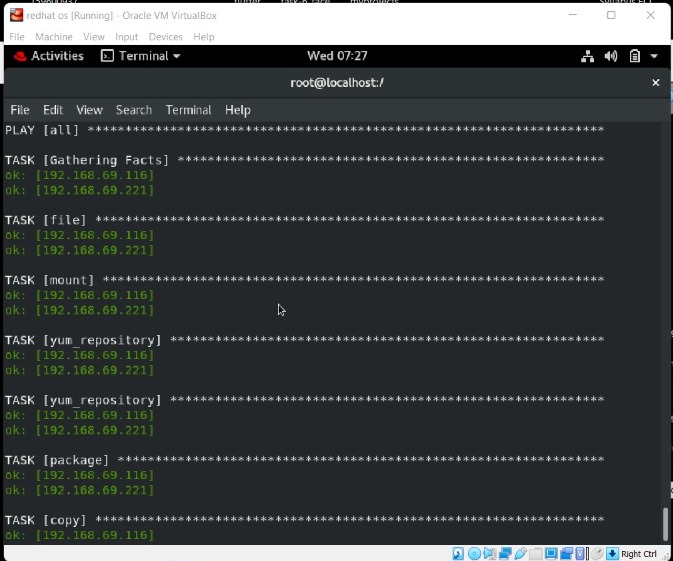 redhat os [Running] - Oracle VM VirtualBox
File Machine View Input Devices Help
Activities Terminal Wed 07:27
root@localhost:/
File Edit View Search Terminal Help
PLAY [all] *********************************************************************
TASK [Gathering Facts] *********************************************************
ok: [192.168.69.116]
ok: [192.168.69.221]
TASK [file] ********************************************************************
ok: [192.168.69.116]
ok: [192.168.69.221]
TASK [mount] *******************************************************************
ok: [192.168.69.116]
ok: [192.168.69.221]
TASK [yum_repository] **********************************************************
ok: [192.168.69.116]
ok: [192.168.69.221]
TASK [yum_repository] **********************************************************
ok: [192.168.69.116]
ok: [192.168.69.221]
TASK [package] *****************************************************************
ok: [192.168.69.116]
ok: [192.168.69.221]
TASK [copy] ********************************************************************
ok: [192.168.69.116]
Right Ctrl